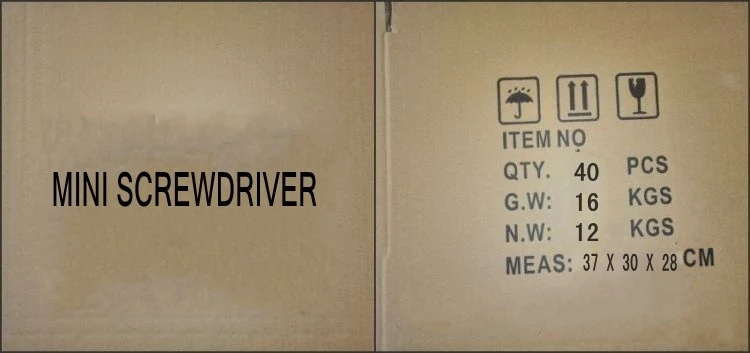 MINI SCREWDRIVER
ITEM NO
QTY. 40 PCS
G.W: 16 KGS
N.W: 12 KGS
MEAS: 37 X 30 X 28 CM